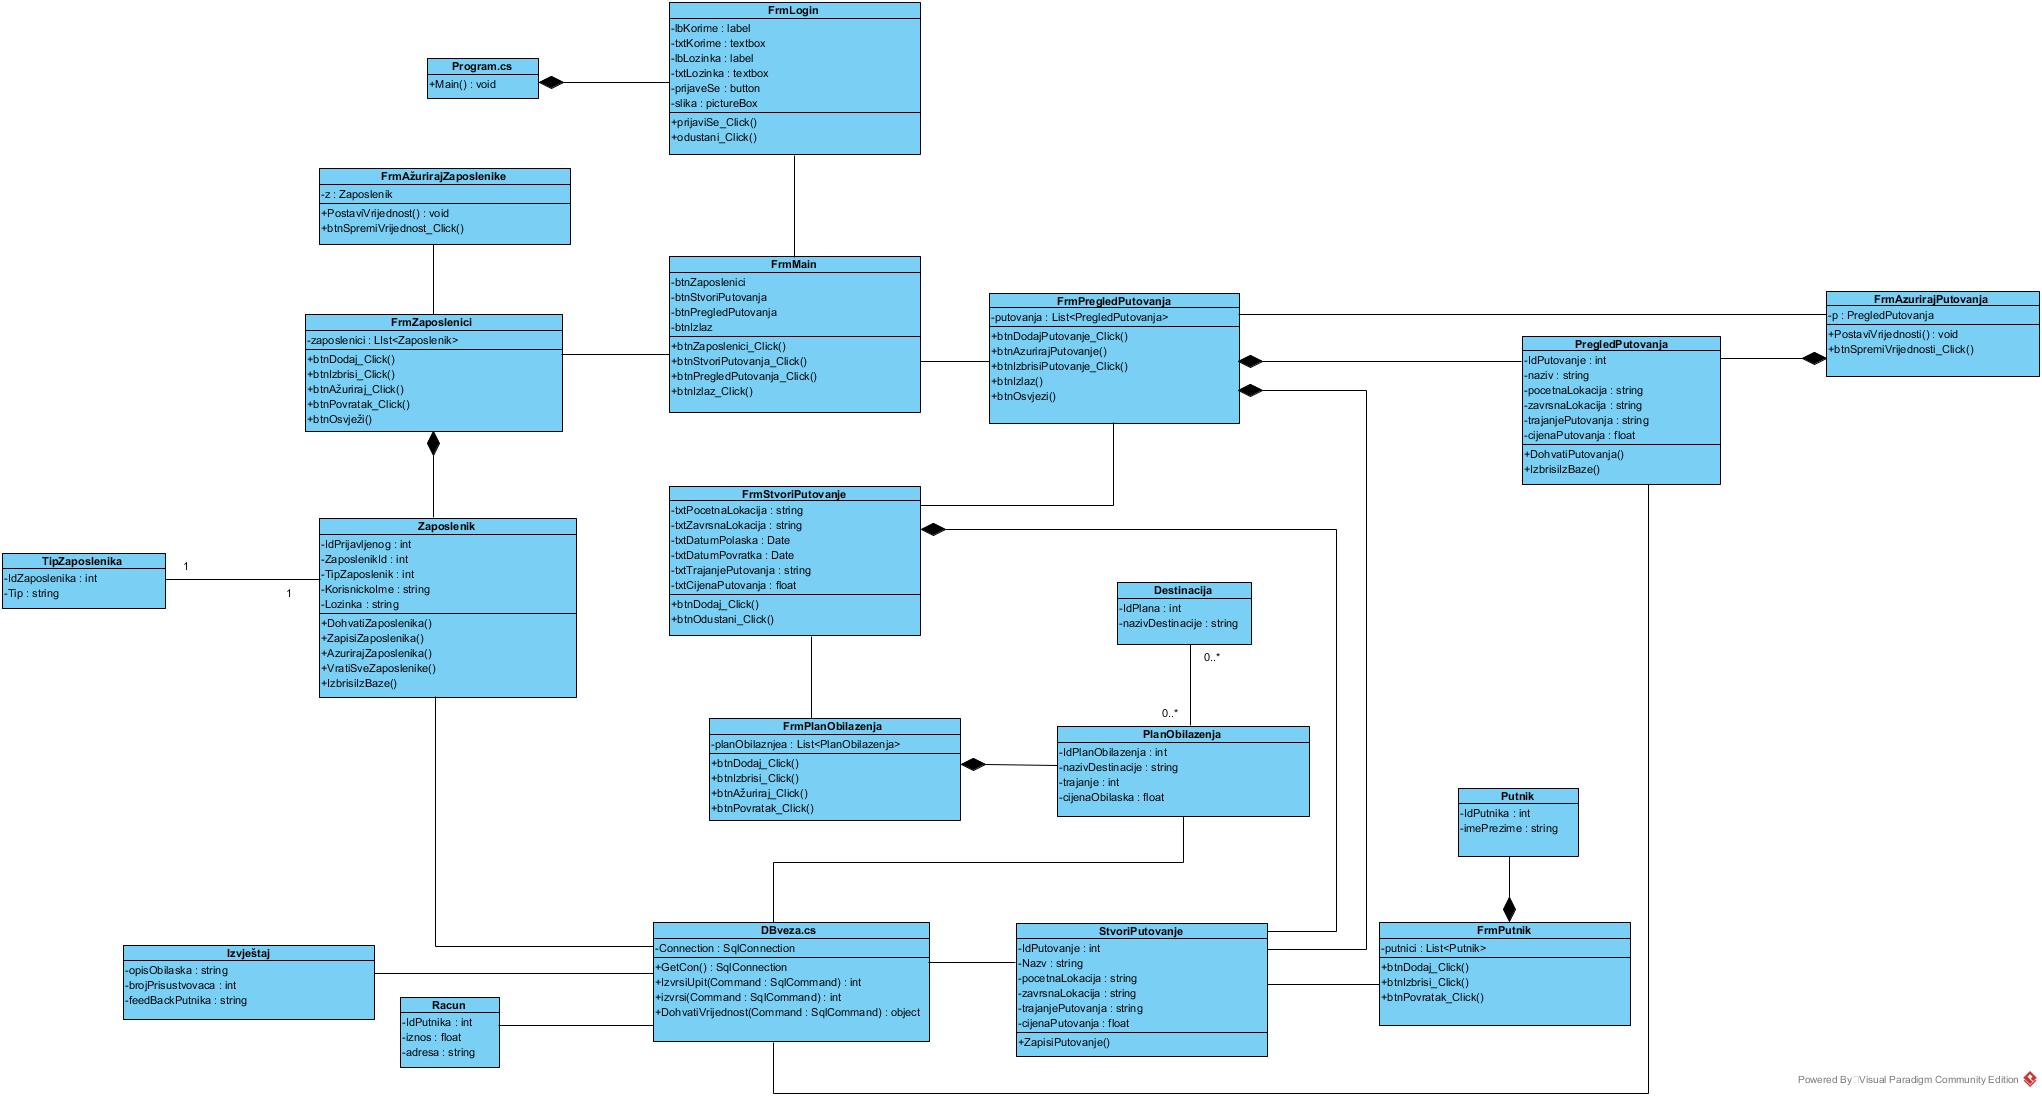 FrmLogin
-lbKorime : label
-txtKorime : textbox
-lbLozinka : label
-txtLozinka : textbox
-prijaveSe : button
-slika : pictureBox
+prijaviSe_Click()
+odustani_Click()
Program.cs
+Main() : void
FrmAžurirajZaposlenike
-z : Zaposlenik
+PostaviVrijednost() : void
+btnSpremiVrijednost_Click()
FrmMain
-btnZaposlenici
-btnStvoriPutovanja
-btnPregledPutovanja
-btnIzlaz
+btnZaposlenici_Click()
+btnStvoriPutovanja_Click()
+btnPregledPutovanja_Click()
+btnIzlaz_Click()
FrmPregledPutovanja
-putovanja : List<PregledPutovanja>
+btnDodajPutovanje_Click()
+btnAzurirajPutovanje()
+btnIzbrisiPutovanje_Click()
+btnIzlaz()
+btnOsvjezi()
FrmAzurirajPutovanja
-p : PregledPutovanja
+PostaviVrijednosti() : void
+btnSpremiVrijednosti_Click()
FrmZaposlenici
-zaposlenici : LIst<Zaposlenik>
+btnDodaj_Click()
+btnIzbrisi_Click()
+btnAžuriraj_Click()
+btnPovratak_Click()
+btnOsvježi()
PregledPutovanja
-IdPutovanje : int
-naziv : string
-pocetnaLokacija : string
-zavrsnaLokacija : string
-trajanjePutovanja : string
-cijenaPutovanja : float
+DohvatiPutovanja()
+IzbrisiIzBaze()
FrmStvoriPutovanje
-txtPocetnaLokacija : string
-txtZavrsnaLokacija : string
-txtDatumPolaska : Date
-txtDatumPovratka : Date
-txtTrajanjePutovanja : string
-txtCijenaPutovanja : float
+btnDodaj_Click()
+btnOdustani_Click()
Zaposlenik
-IdPrijavljenog : int
-ZaposlenikId : int
-TipZaposlenik : int
-KorisnickoIme : string
-Lozinka : string
+DohvatiZaposlenika()
+ZapisiZaposlenika()
+AzurirajZaposlenika()
+VratiSveZaposlenike()
+IzbrisiIzBaze()
TipZaposlenika
-IdZaposlenika : int
-Tip : string
1
1
Destinacija
-IdPlana : int
-nazivDestinacije : string
0..*
0..*
FrmPlanObilazenja
-planObilaznjea : List<PlanObilazenja>
+btnDodaj_Click()
+btnIzbrisi_Click()
+btnAžuriraj_Click()
+btnPovratak_Click()
PlanObilazenja
-IdPlanObilazenja : int
-nazivDestinacije : string
-trajanje : int
-cijenaObilaska : float
Putnik
-IdPutnika : int
-imePrezime : string
DBveza.cs
-Connection : SqlConnection
+GetCon() : SqlConnection
+IzvrsiUpit(Command : SqlCommand) : int
+izvrsi(Command : SqlCommand) : int
+DohvatiVrijednost(Command : SqlCommand) : object
StvoriPutovanje
-IdPutovanje : int
-Nazv : string
-pocetnaLokacija : string
-zavrsnaLokacija : string
-trajanjePutovanja : string
-cijenaPutovanja : float
+ZapisiPutovanje()
FrmPutnik
-putnici : List<Putnik>
+btnDodaj_Click()
+btnIzbrisi_Click()
+btnPovratak_Click()
Izvještaj
-opisObilaska : string
-brojPrisustvovaca : int
-feedBackPutnika : string
Racun
-IdPutnika : int
-iznos : float
-adresa : string
Powered By Visual Paradigm Community Edition